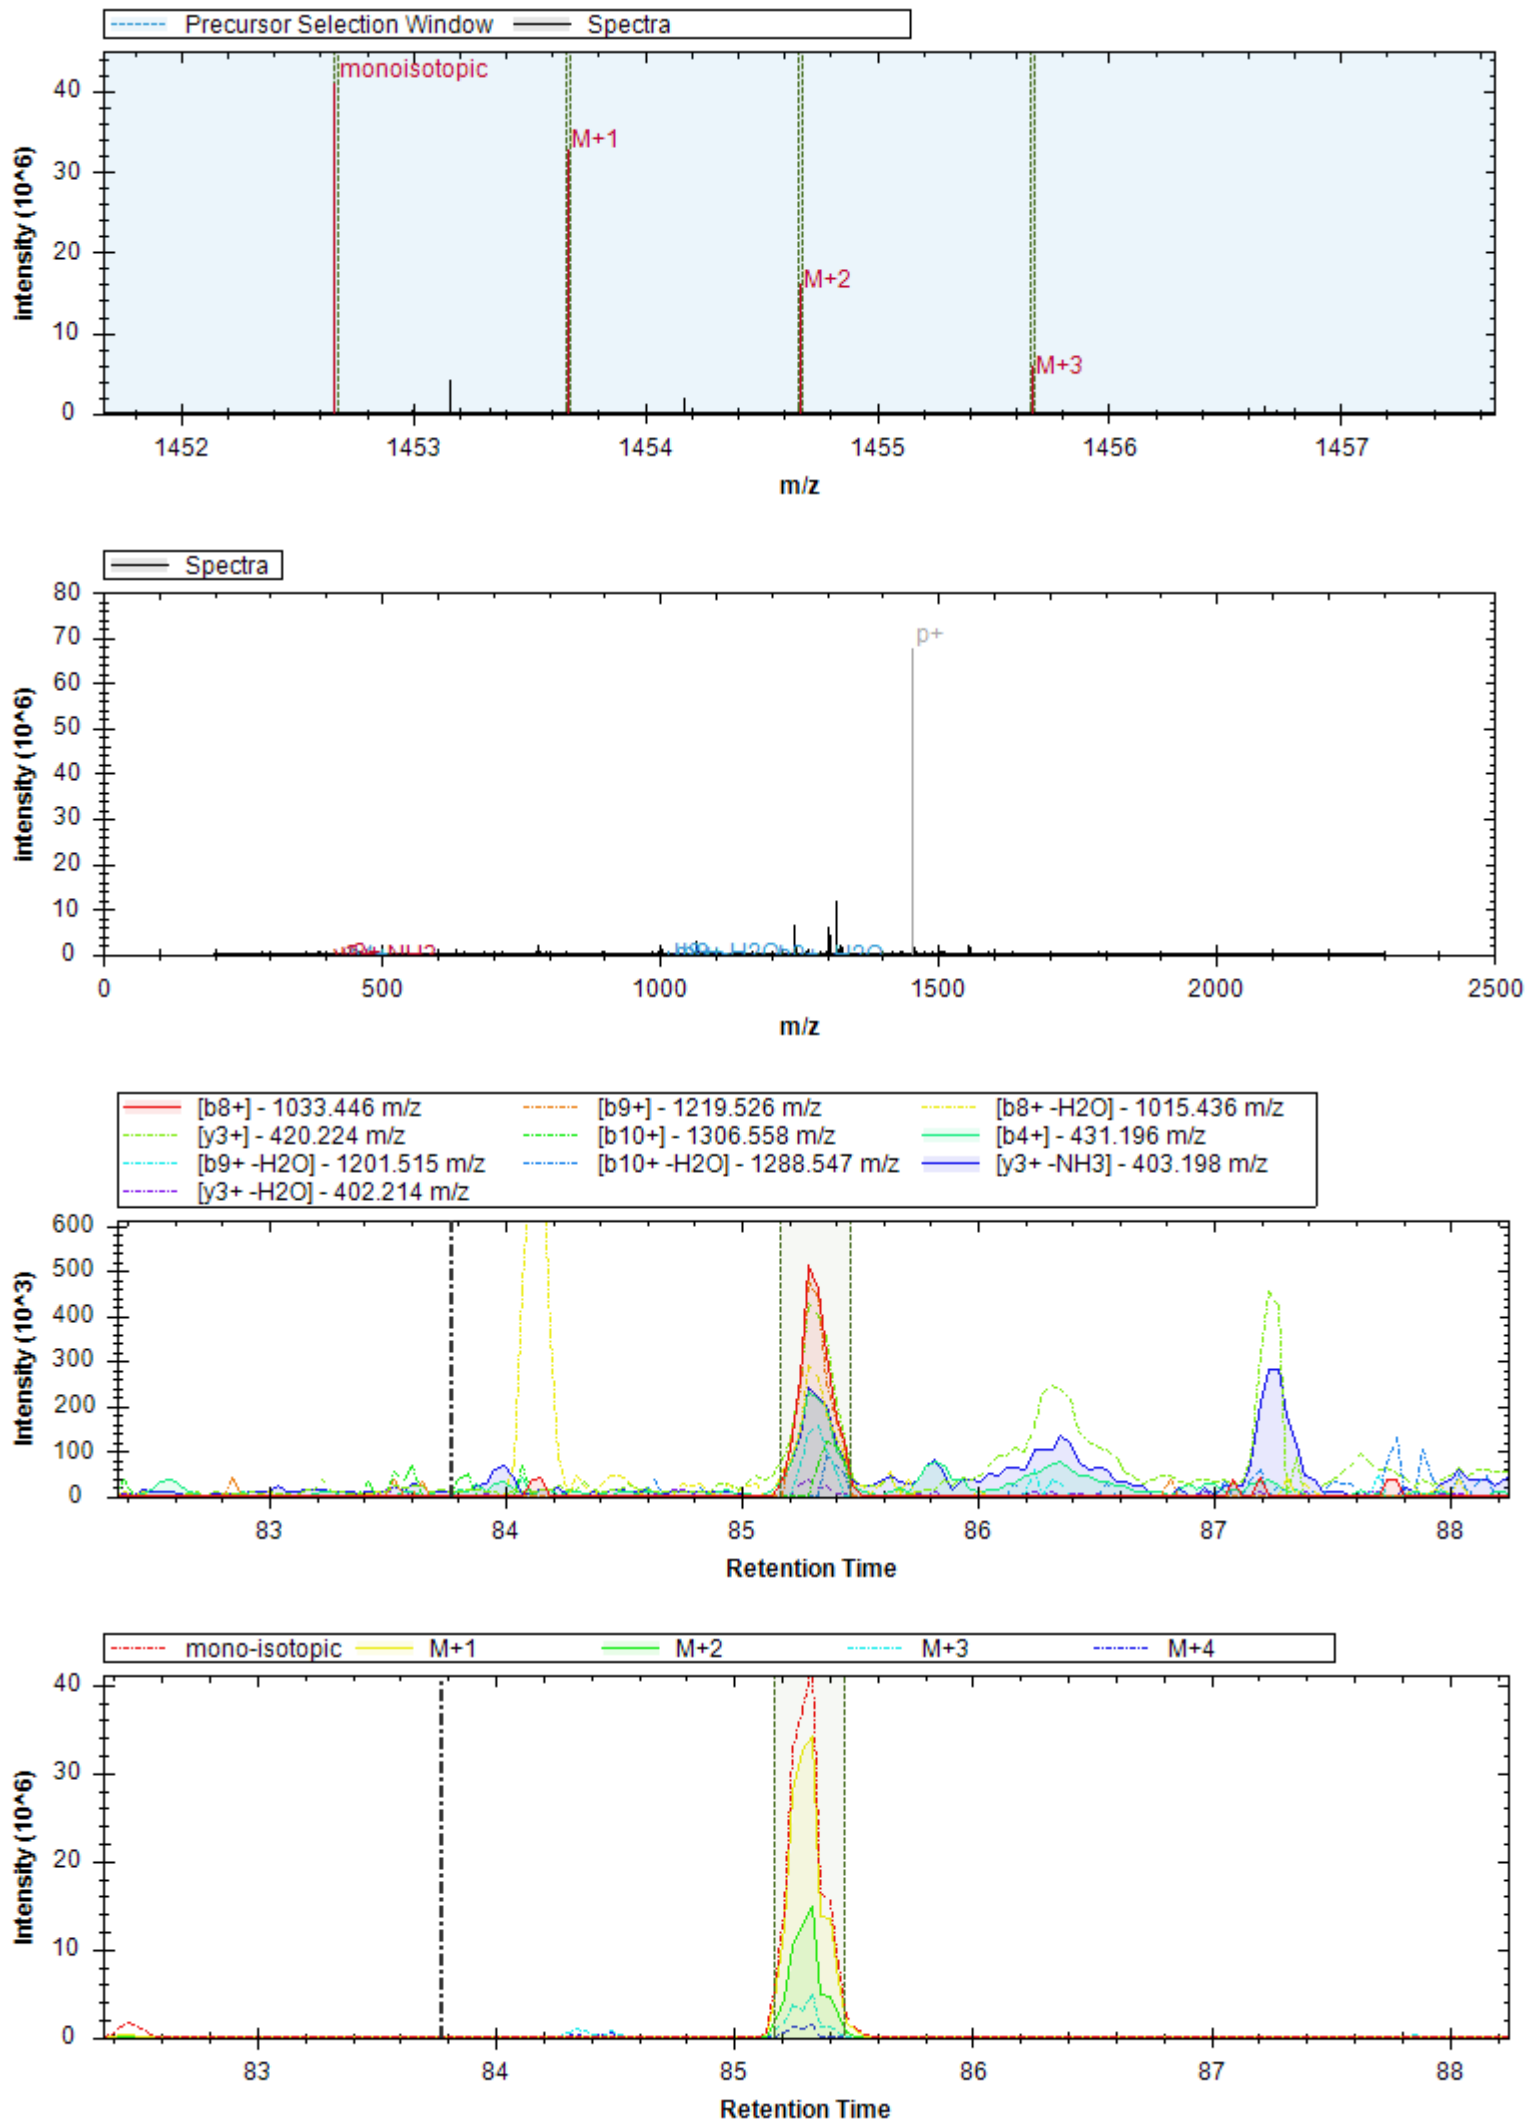 Precursor Selection Window Spectra
monoisotopic
40
M+1
30
intensity (10^6)
20
M+2
10
M+3
0
1452 1453 1454 1455 1456 1457
m/z
Spectra
80
70
p+
60
50
intensity (10^6)
40
30
20
10
0
0 500 1000 1500 2000 2500
m/z
[b8+] - 1033.446 m/z [b9+] - 1219.526 m/z [b8+ -H2O] - 1015.436 m/z
[y3+] - 420.224 m/z [b10+] - 1306.558 m/z [b4+] - 431.196 m/z
[b9+ -H2O] - 1201.515 m/z [b10+ -H2O] - 1288.547 m/z [y3+ -NH3] - 403.198 m/z
[y3+ -H2O] - 402.214 m/z
600
500
400
Intensity (10^3)
300
200
100
0
83 84 85 86 87 88
Retention Time
mono-isotopic M+1 M+2 M+3 M+4
40
30
Intensity (10^6)
20
10
0
83 84 85 86 87 88
Retention Time